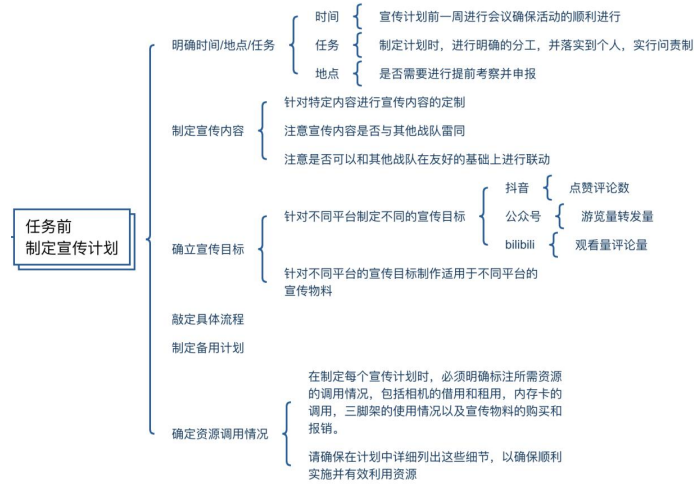 任务前
制定宣传计划
明确时间/地点/任务
时间
宣传计划前一周进行会议确保活动的顺利进行
任务
制定计划时，进行明确的分工，并落实到个人，实行问责制
地点
是否需要进行提前考察并申报
制定宣传内容
针对特定内容进行宣传内容的定制
注意宣传内容是否与其他战队雷同
注意是否可以和其他战队在友好的基础上进行联动
确立宣传目标
针对不同平台制定不同的宣传目标
抖音
点赞评论数
公众号
游览量转发量
bilibili
观看量评论量
针对不同平台的宣传目标制作适用于不同平台的
宣传物料
敲定具体流程
制定备用计划
确定资源调用情况
在制定每个宣传计划时，必须明确标注所需资源
的调用情况，包括相机的借用和租用，内存卡的
调用，三脚架的使用情况以及宣传物料的购买和
报销。
请确保在计划中详细列出这些细节，以确保顺利
实施并有效利用资源